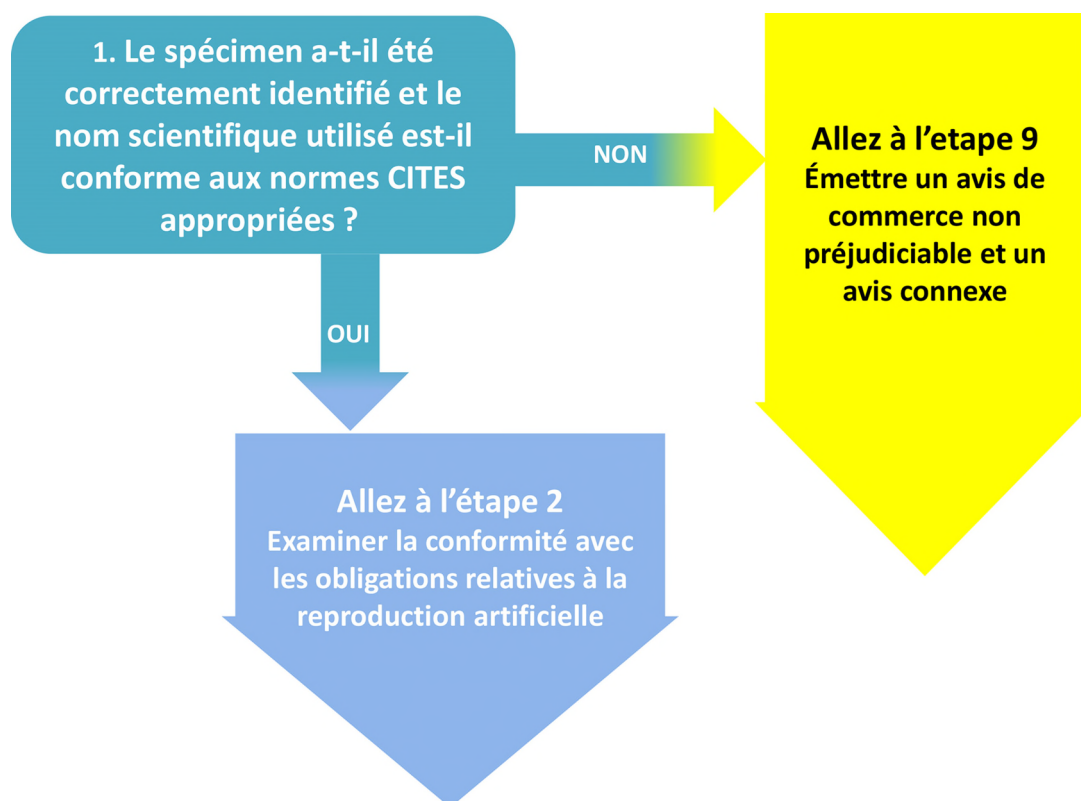 1. Le spécimen a-t-il été
correctement identifié et le
nom scientifique utilisé est-il
conforme aux normes CITES
appropriées ?
NON
Allez à l’etape 9
Émettre un avis de
commerce non
préjudiciable et un
avis connexe
OUI
Allez à l’étape 2
Examiner la conformité avec
les obligations relatives à la
reproduction artificielle